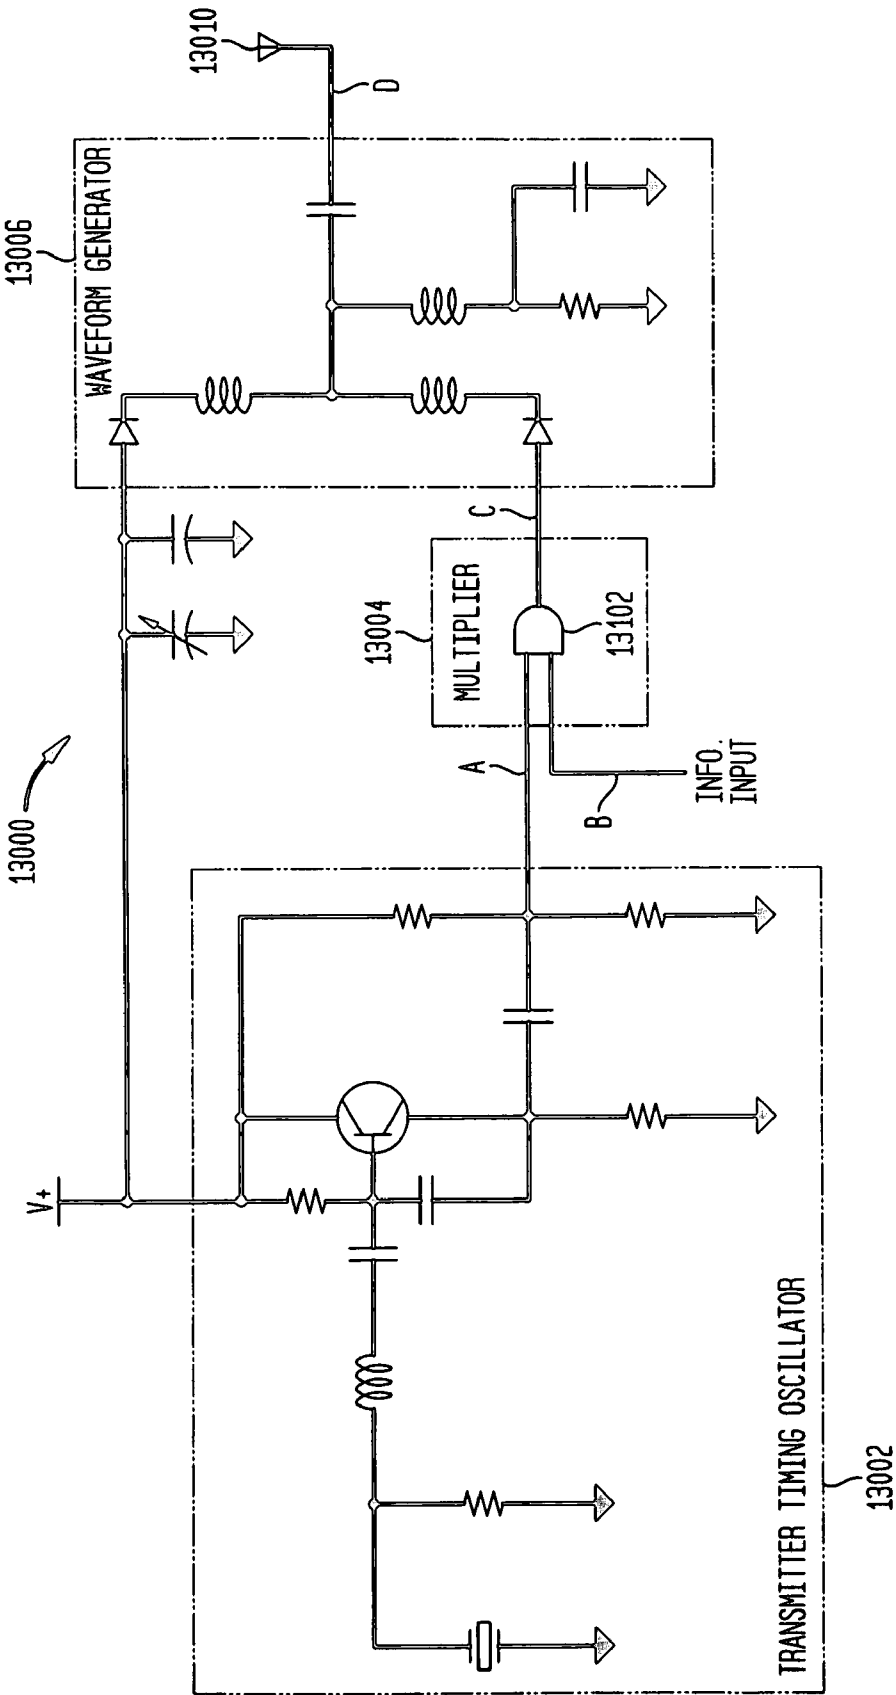 13000
V+
TRANSMITTER TIMING OSCILLATOR
13002
A
B
INFO.
INPUT
13004
MULTIPLIER
13102
C
13006
WAVEFORM GENERATOR
D
13010